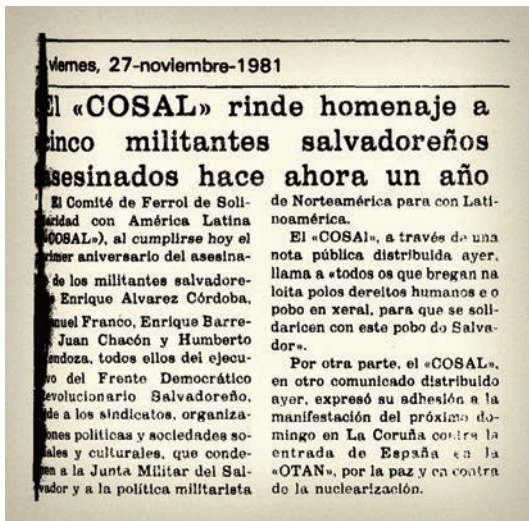 viernes, 27-noviembre-1981
El «COSAL» rinde homenaje a
cinco militantes salvadoreños
asesinados hace ahora un año
El Comité de Ferrol de Soli-
daridad con América Latina
(«COSAL»), al cumplirse hoy el
primer aniversario del asesina-
de los militantes salvadore-
Enrique Alvarez Córdoba,
Manuel Franco, Enrique Barre-
Juan Chacón y Humberto
Mendoza, todos ellos del ejecu-
vo del Frente Democrático
Revolucionario Salvadoreño,
pide a los sindicatos, organiza-
ciones políticas y sociedades so-
ciales y culturales, que conde-
nen a la Junta Militar del Sal-
vador y a la política militarista
de Norteamérica para con Lati-
noamérica.
El «COSAl», a través de una
nota pública distribuida ayer,
llama a «todos os que bregan na
loita polos dereitos humanos e o
pobo en xeral, para que se soli-
daricen con este pobo do Salva-
dor».
Por otra parte, el «COSAL»,
en otro comunicado distribuido
ayer, expresó su adhesión a la
manifestación del próximo do-
mingo en La Coruña contra la
entrada de España en la
«OTAN», por la paz y en contra
de la nuclearización.